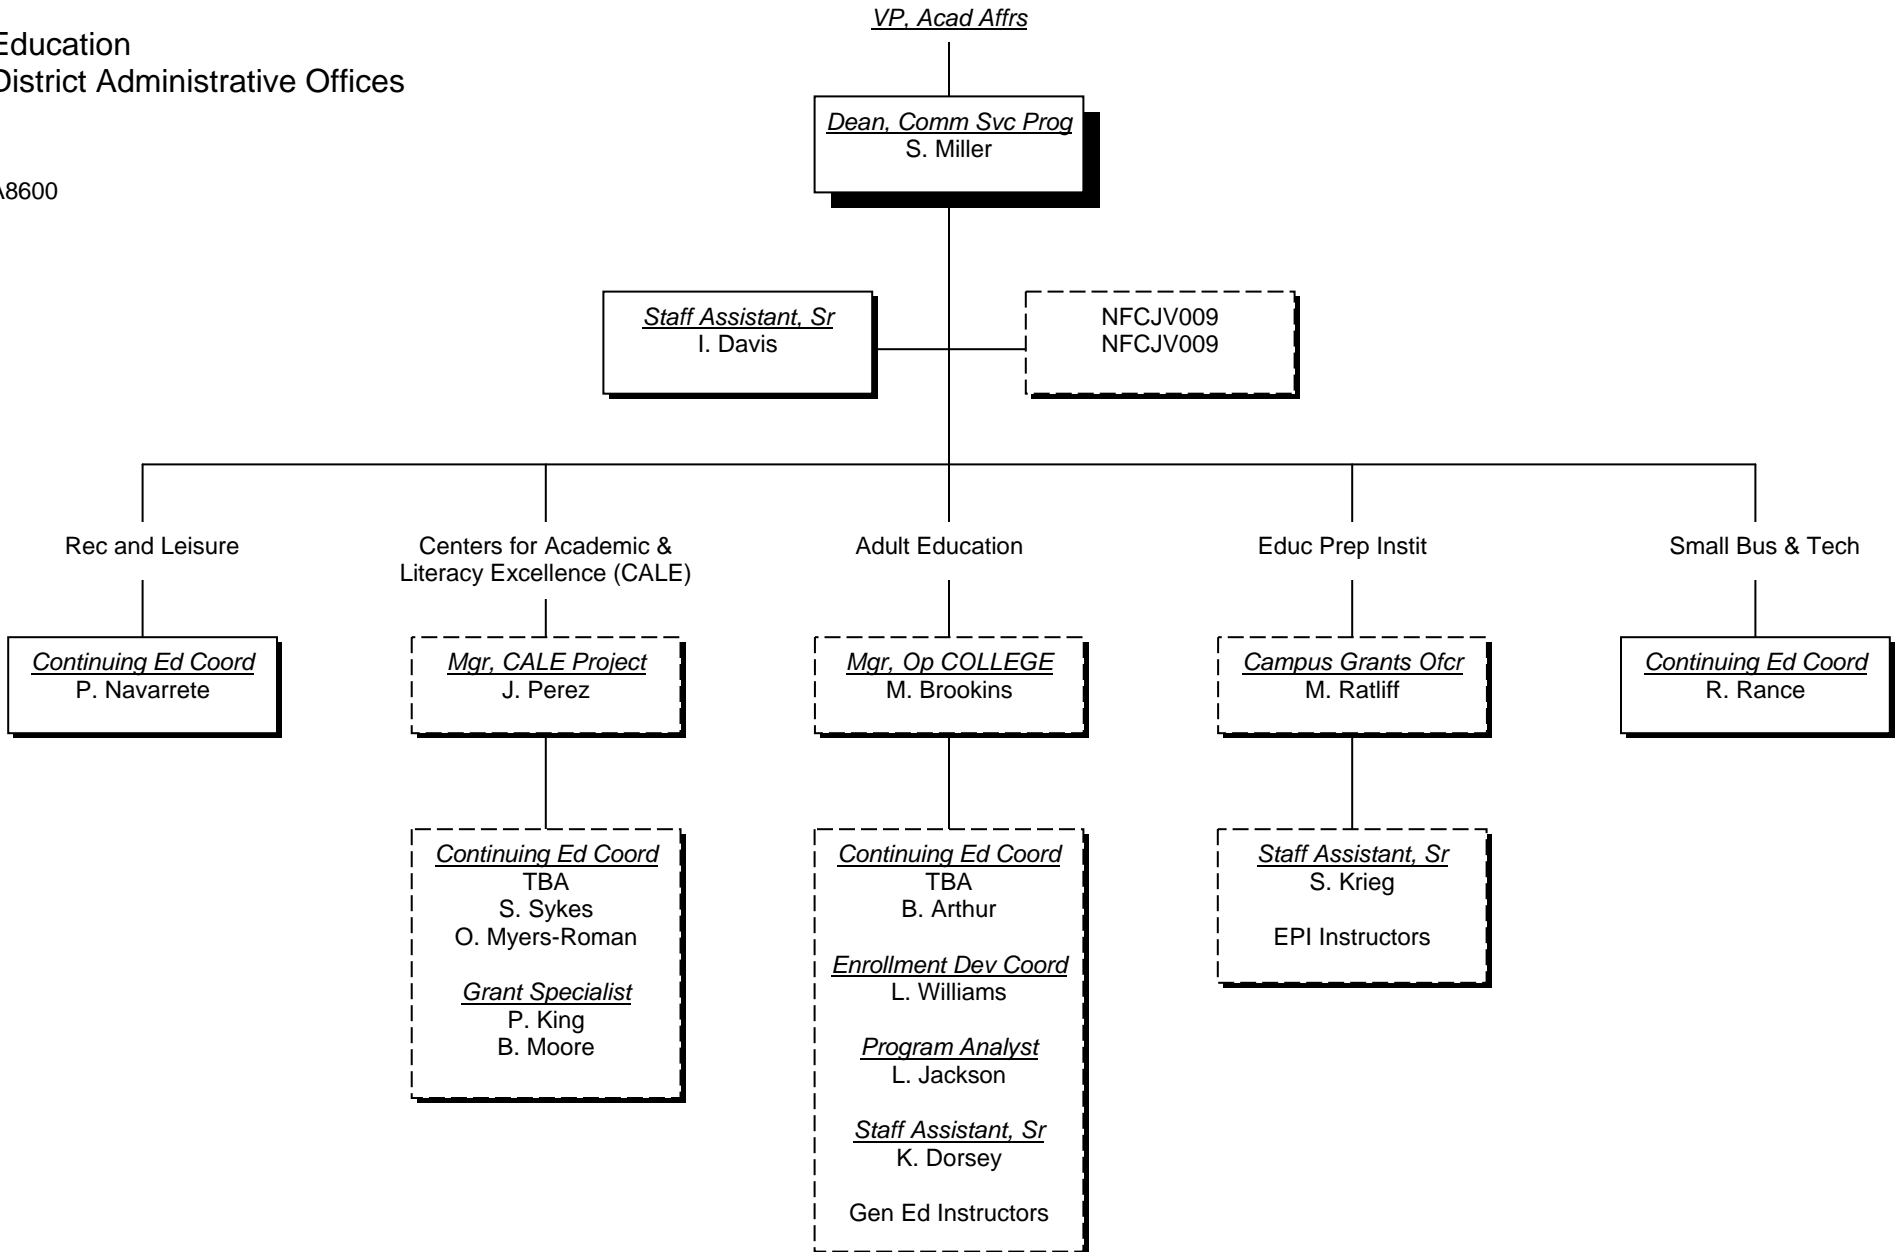 VP, Acad Affrs
Education
District Administrative Offices
A8600
Dean, Comm Svc Prog
S. Miller
Staff Assistant, Sr
I. Davis
NFCJV009
NFCJV009
Rec and Leisure
Centers for Academic &
Literacy Excellence (CALE)
Adult Education
Educ Prep Instit
Small Bus & Tech
Continuing Ed Coord
P. Navarrete
Mgr, CALE Project
J. Perez
Mgr, Op COLLEGE
M. Brookins
Campus Grants Ofcr
M. Ratliff
Continuing Ed Coord
R. Rance
Continuing Ed Coord
TBA
S. Sykes
O. Myers-Roman
Grant Specialist
P. King
B. Moore
Continuing Ed Coord
TBA
B. Arthur
Enrollment Dev Coord
L. Williams
Program Analyst
L. Jackson
Staff Assistant, Sr
K. Dorsey
Gen Ed Instructors
Staff Assistant, Sr
S. Krieg
EPI Instructors